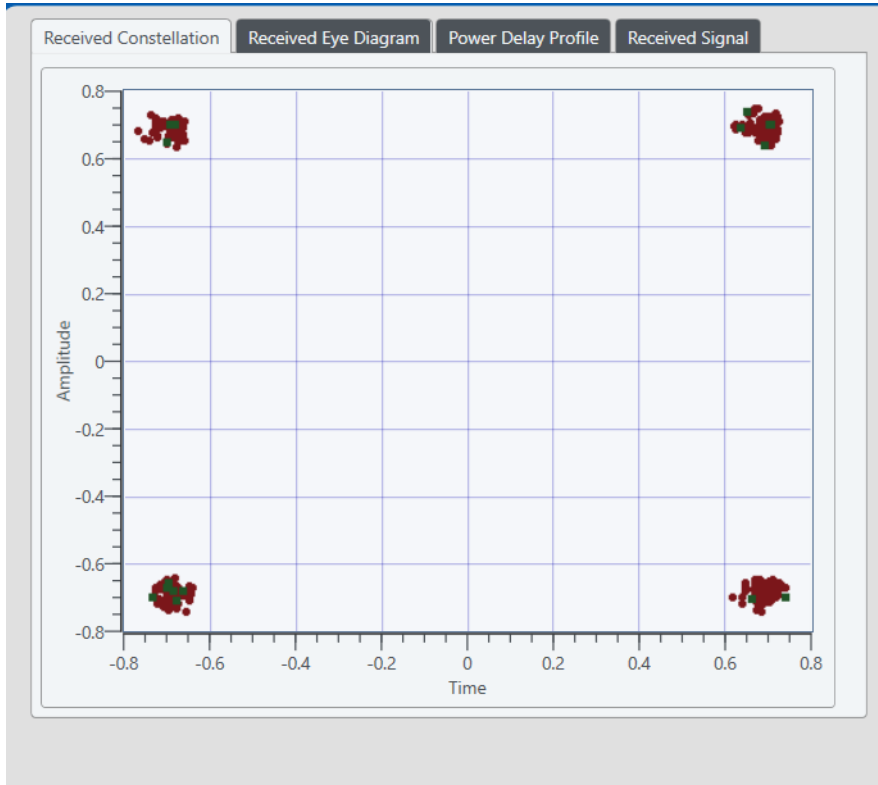 Received Constellation Received Eye Diagram Power Delay Profile Received Signal
0.8
0.6
0.4
0.2
0
-0.2
-0.4
-0.6
-0.8
Amplitude
-0.8 -0.6 -0.4 -0.2 0 0.2 0.4 0.6 0.8
Time